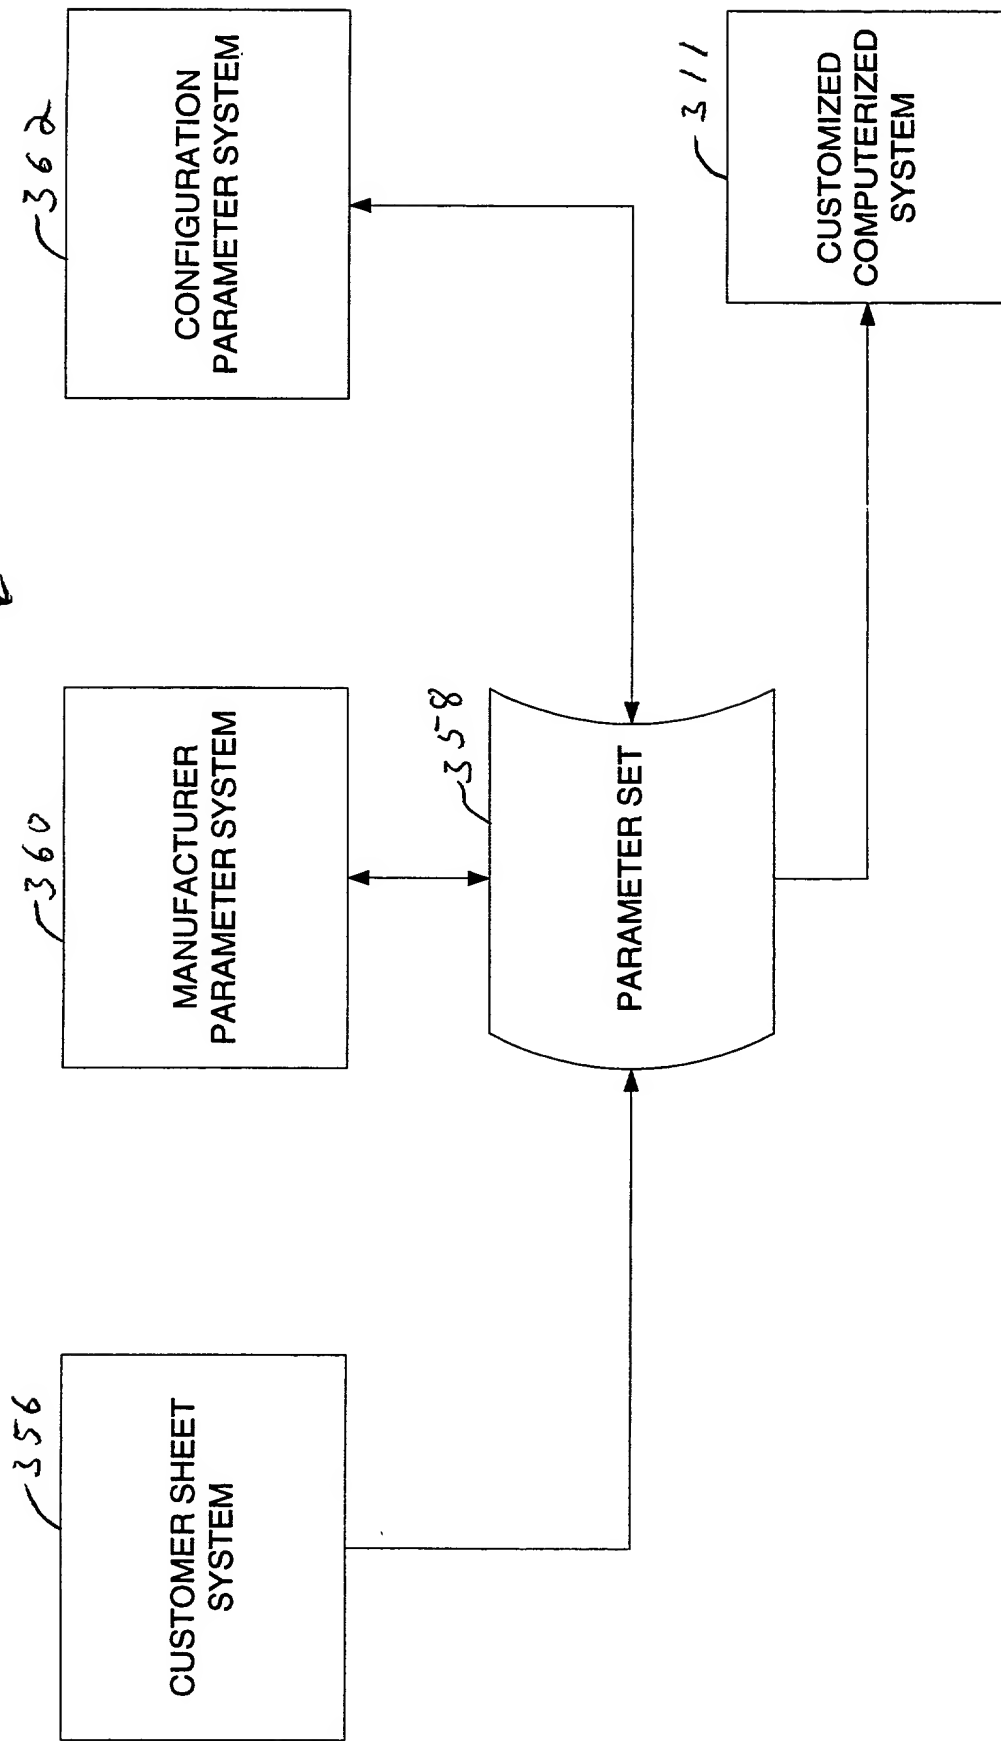 356
CUSTOMER SHEET
SYSTEM
360
MANUFACTURER
PARAMETER SYSTEM
362
CONFIGURATION
PARAMETER SYSTEM
358
PARAMETER SET
311
CUSTOMIZED
COMPUTERIZED
SYSTEM